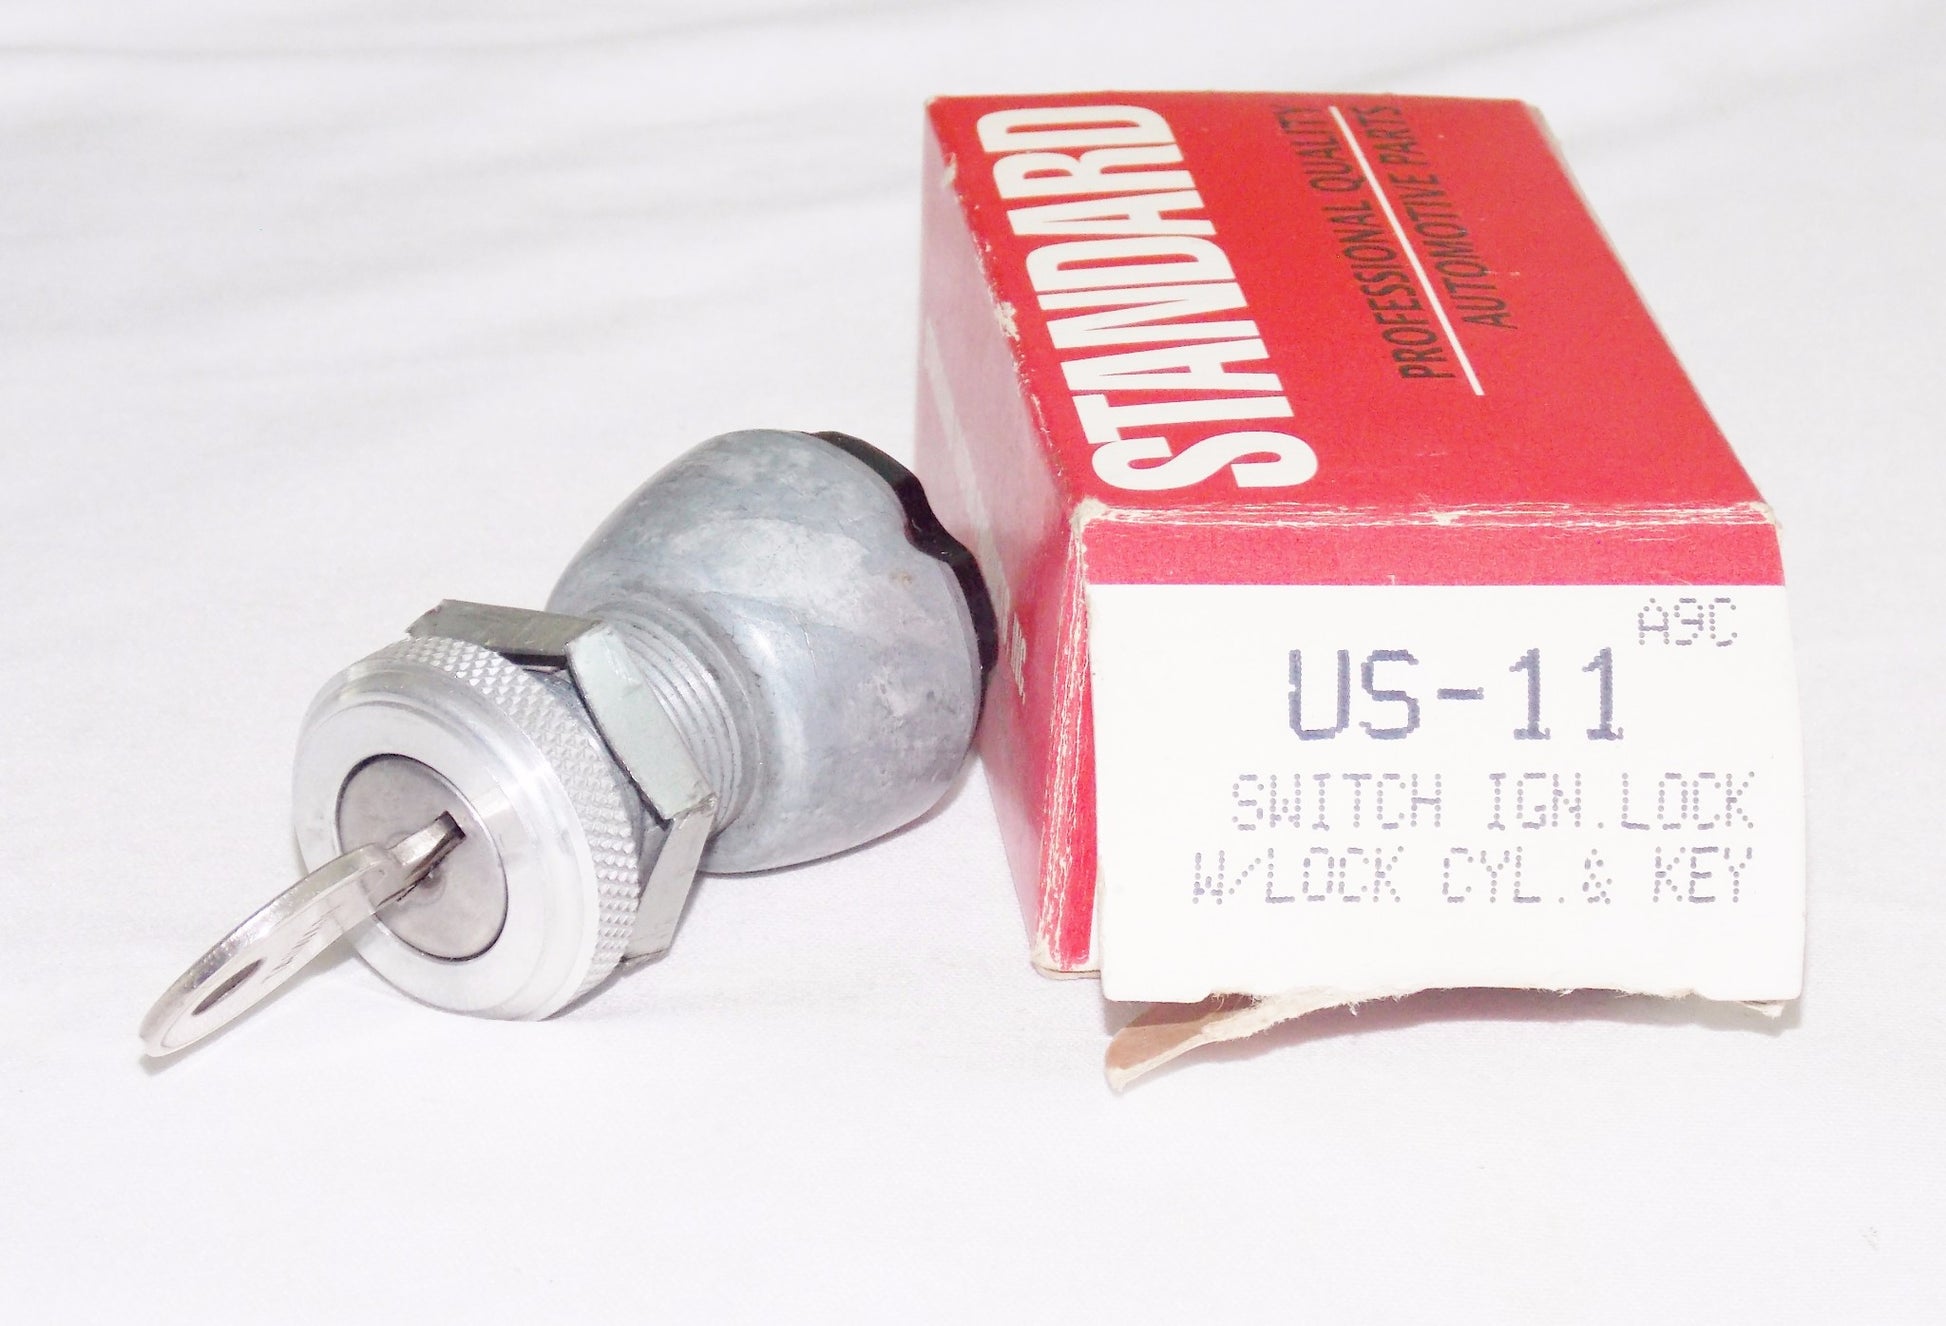 STANDARD
PROFESSIONAL QUALITY
AUTOMOTIVE PARTS
A9C
US-11
SWITCH IGN.LOCK
W/LOCK CYL.& KEY